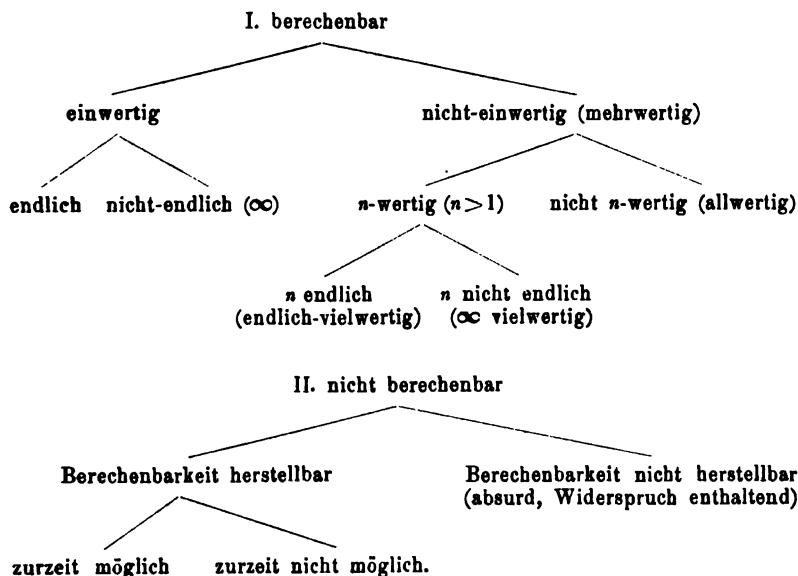 I. berechenbar
einwertig nicht-einwertig (mehrwertig)
endlich nicht-endlich (∞) n-wertig (n>1) nicht n-wertig (allwertig)
n endlich n nicht endlich
(endlich-vielwertig) (∞ vielwertig)
II. nicht berechenbar
Berechenbarkeit herstellbar Berechenbarkeit nicht herstellbar
(absurd, Widerspruch enthaltend)
zurzeit möglich zurzeit nicht möglich.